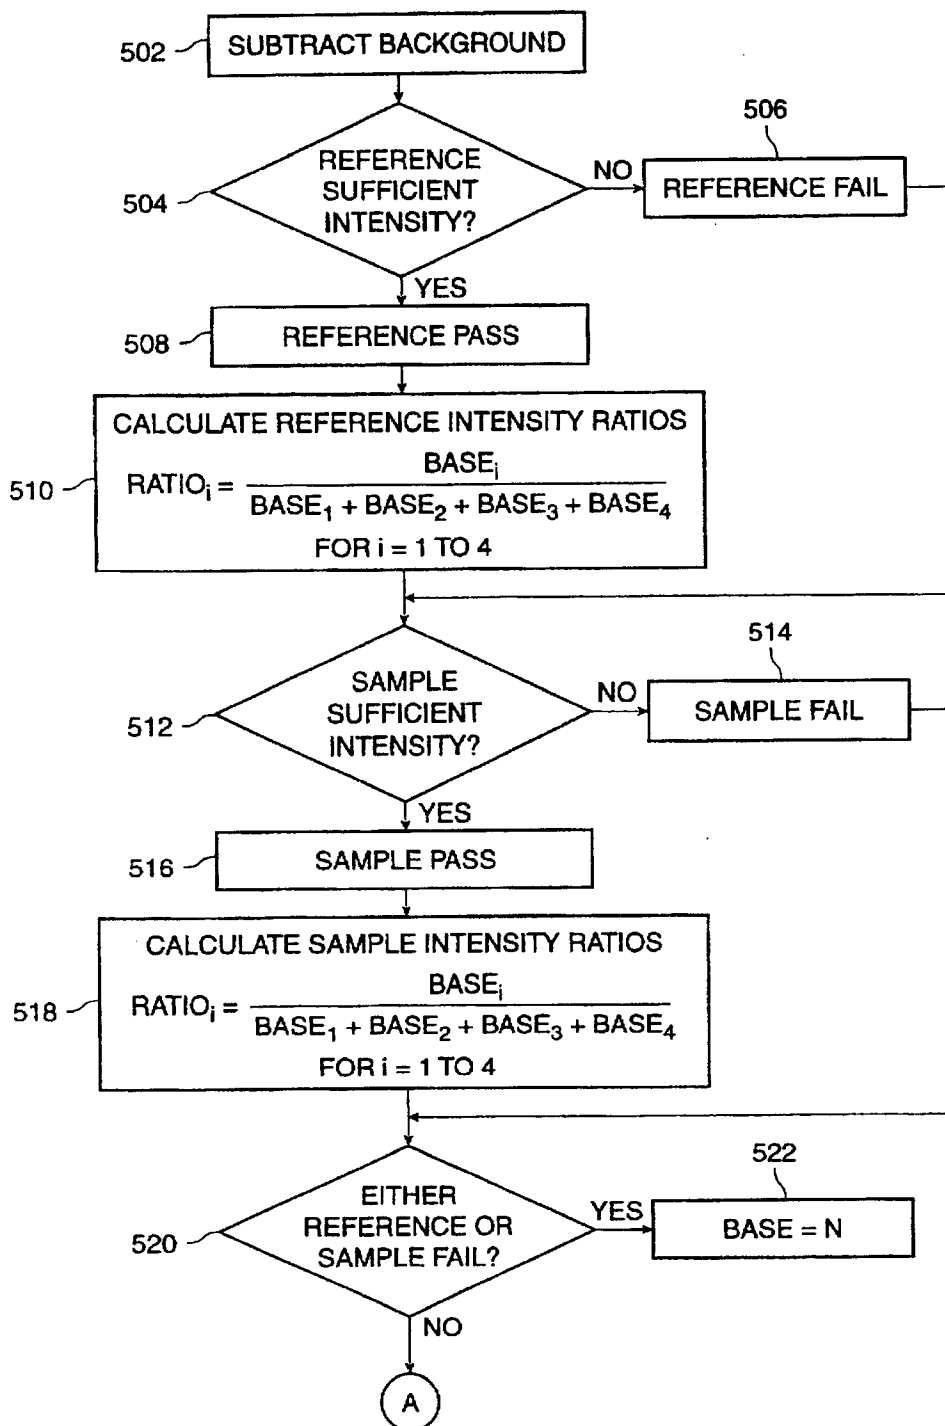 502
SUBTRACT BACKGROUND
506
504
REFERENCE
SUFFICIENT
INTENSITY?
NO
REFERENCE FAIL
YES
508
REFERENCE PASS
510
CALCULATE REFERENCE INTENSITY RATIOS
RATIOi = BASEi / BASE1 + BASE2 + BASE3 + BASE4
FOR i = 1 TO 4
514
512
SAMPLE
SUFFICIENT
INTENSITY?
NO
SAMPLE FAIL
YES
516
SAMPLE PASS
518
CALCULATE SAMPLE INTENSITY RATIOS
RATIOi = BASEi / BASE1 + BASE2 + BASE3 + BASE4
FOR i = 1 TO 4
522
520
EITHER
REFERENCE OR
SAMPLE FAIL?
YES
BASE = N
NO
A